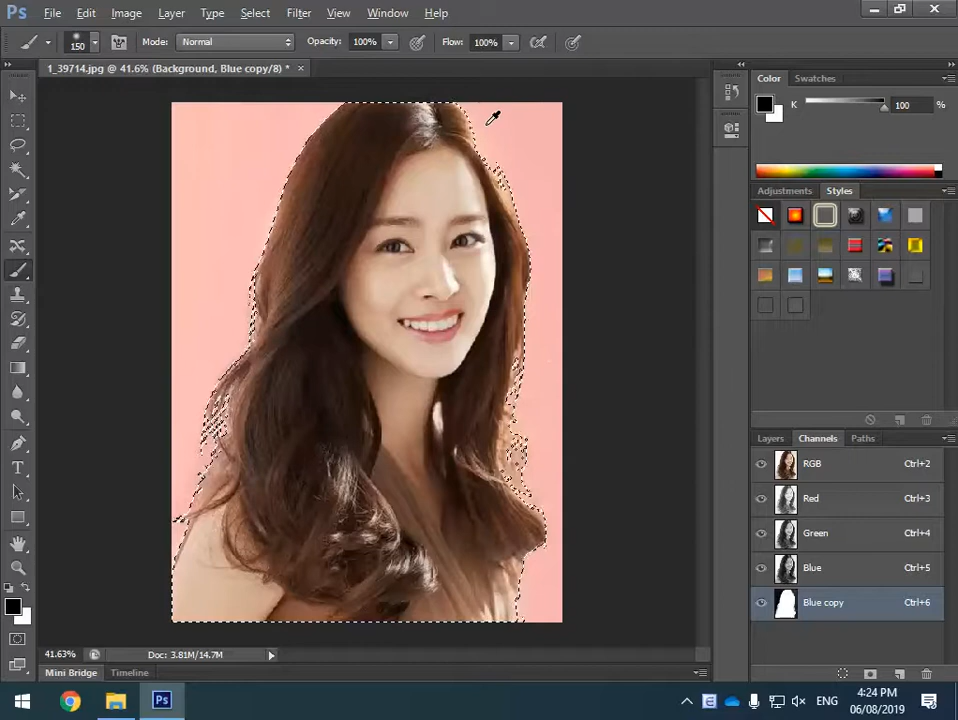 Ps File Edit Image Layer Type Select Filter View Window Help
150 Mode: Normal Opacity: 100% Flow: 100%
1_39714.jpg @ 41.6% (Background, Blue copy/8) * ×
Color Swatches
K 100 %
Adjustments Styles
Layers Channels Paths
RGB Ctrl+2
Red Ctrl+3
Green Ctrl+4
Blue Ctrl+5
Blue copy Ctrl+6
41.63% Doc: 3.81M/14.7M
Mini Bridge Timeline
Ps ENG 4:24 PM
06/08/2019